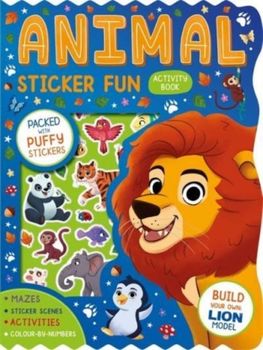 ANIMAL
STICKER FUN
ACTIVITY
BOOK
PACKED
WITH
PUFFY
STICKERS
• MAZES
• STICKER SCENES
• ACTIVITIES
• COLOUR-BY-NUMBERS
BUILD
YOUR OWN
LION
MODEL